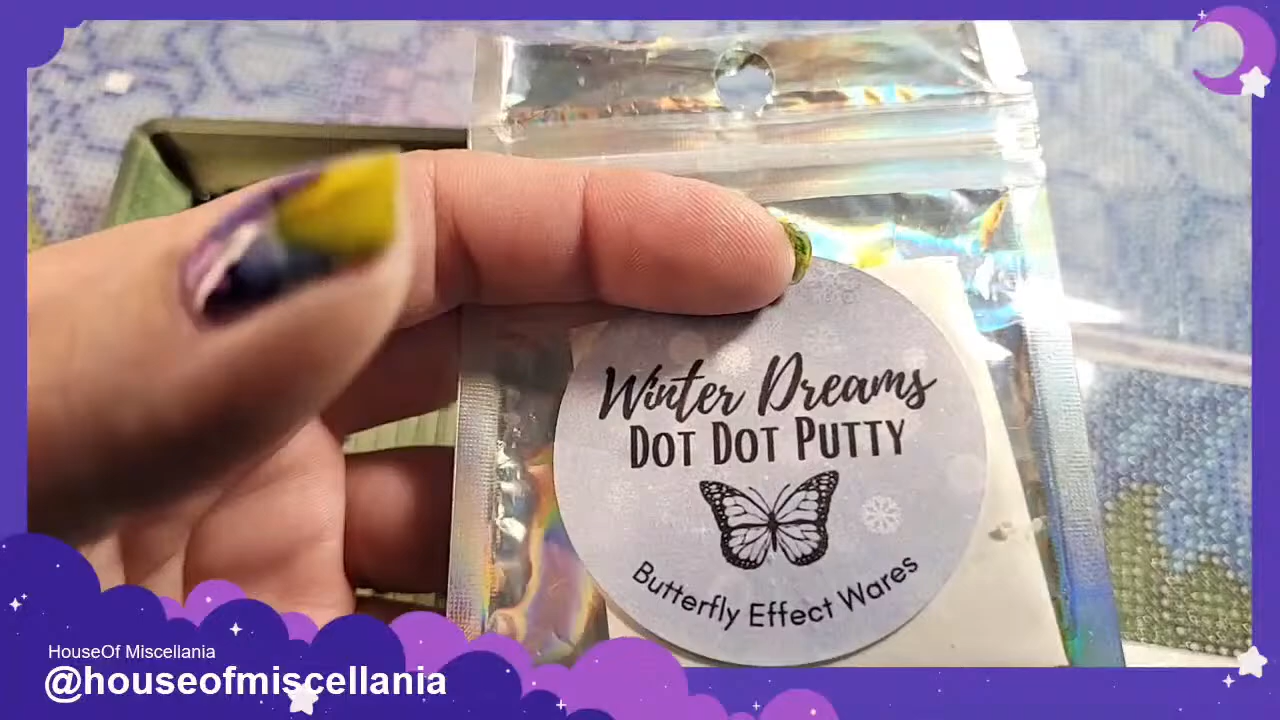 Winter Dreams
DOT DOT PUTTY
Butterfly Effect Wares
HouseOf Miscellania
@houseofmiscellania